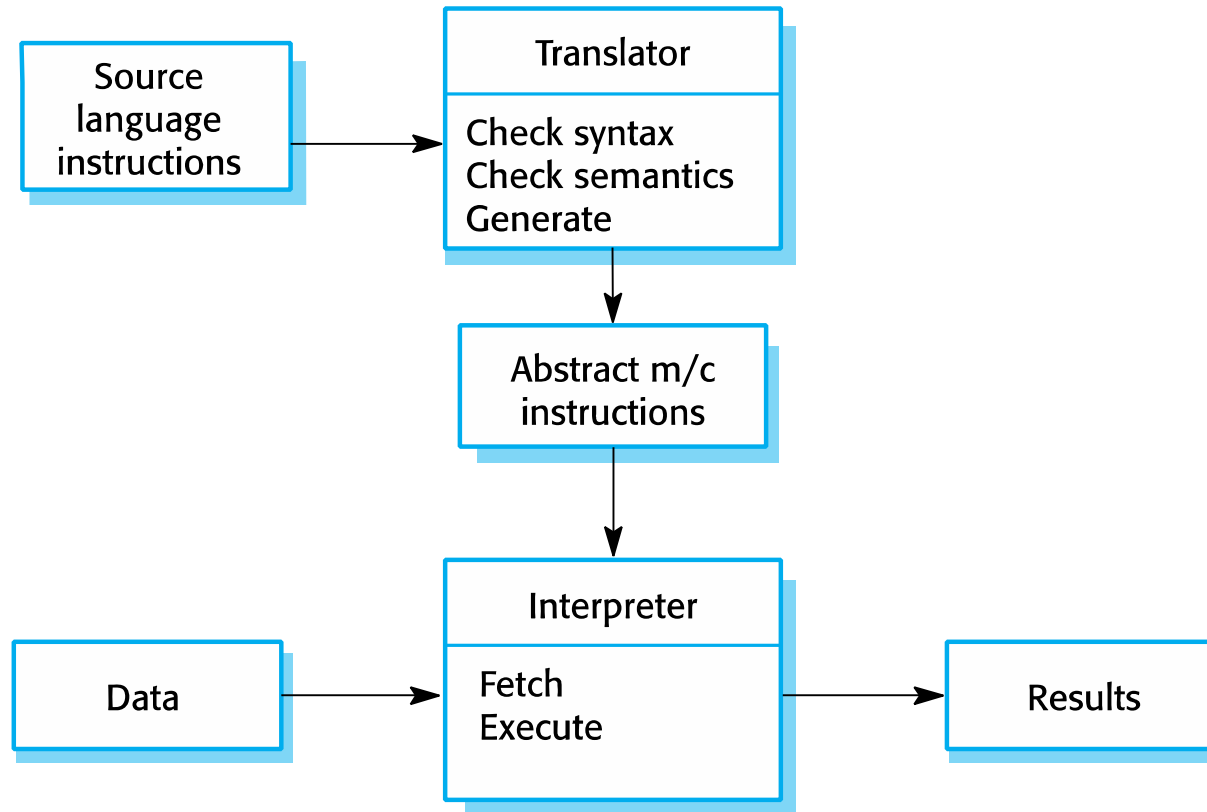 Source
language
instructions
Translator
Check syntax
Check semantics
Generate
Abstract m/c
instructions
Interpreter
Fetch
Execute
Data
Results